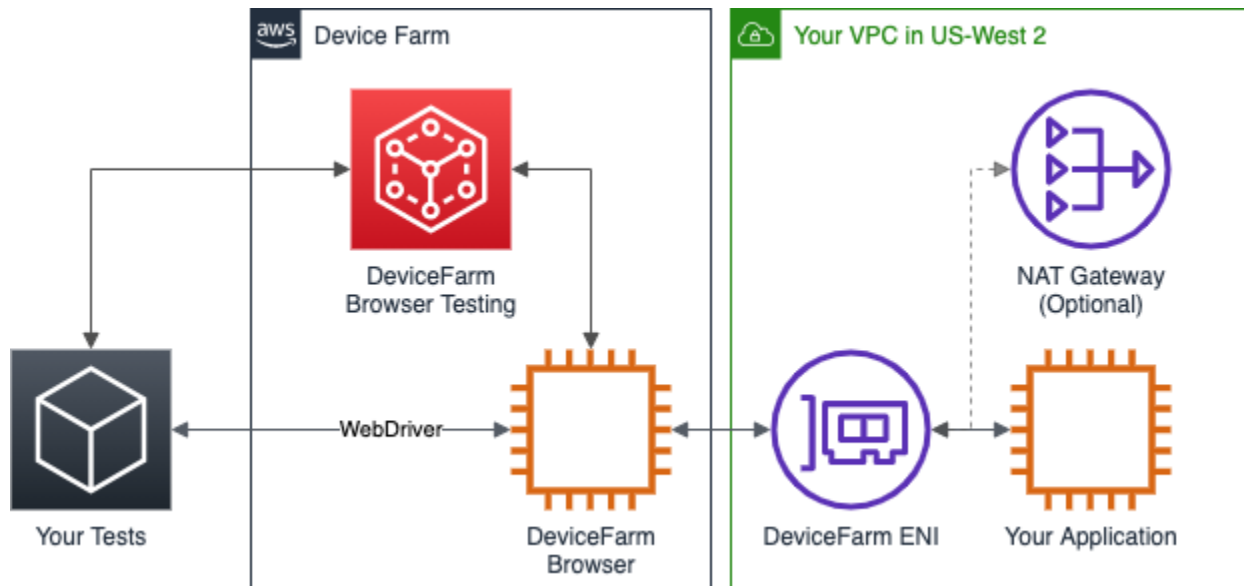 aws
Device Farm
Your VPC in US-West 2
DeviceFarm
Browser Testing
NAT Gateway
(Optional)
WebDriver
Your Tests
DeviceFarm
Browser
DeviceFarm ENI
Your Application